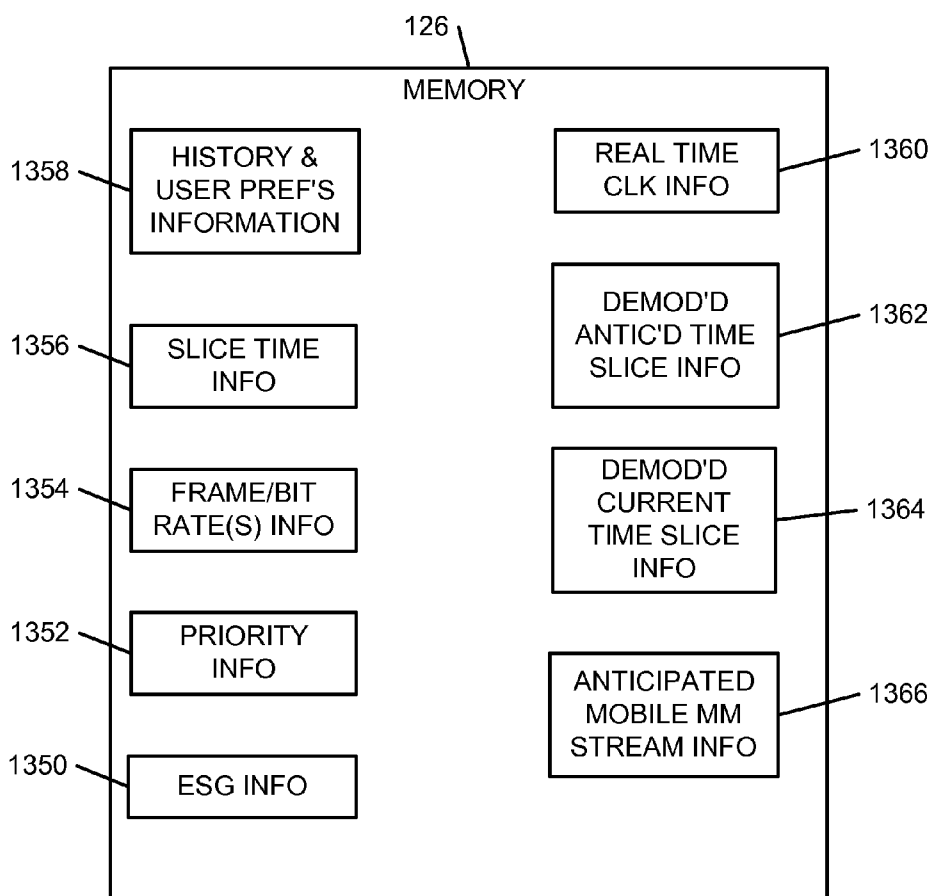 126
MEMORY
1358
HISTORY &
USER PREF'S
INFORMATION
1360
REAL TIME
CLK INFO
1356
SLICE TIME
INFO
1362
DEMOD'D
ANTIC'D TIME
SLICE INFO
1354
FRAME/BIT
RATE(S) INFO
1364
DEMOD'D
CURRENT
TIME SLICE
INFO
1352
PRIORITY
INFO
1366
ANTICIPATED
MOBILE MM
STREAM INFO
1350
ESG INFO